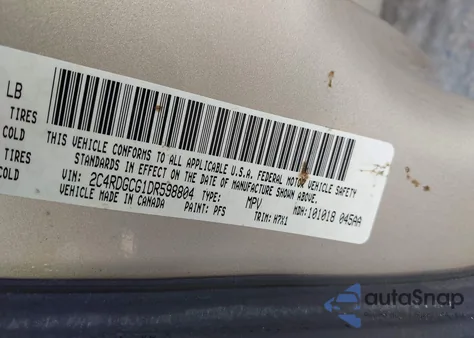 LB
TIRES
COLD
TIRES
COLD
THIS VEHICLE CONFORMS TO ALL APPLICABLE U.S.A. FEDERAL MOTOR VEHICLE SAFETY
STANDARDS IN EFFECT ON THE DATE OF MANUFACTURE SHOWN ABOVE.
VIN: 2C4RDGCG1DR598804 TYPE: MPV MDH:101018 045AA
VEHICLE MADE IN CANADA PAINT: PFS TRIM: H7X1
autoSnap